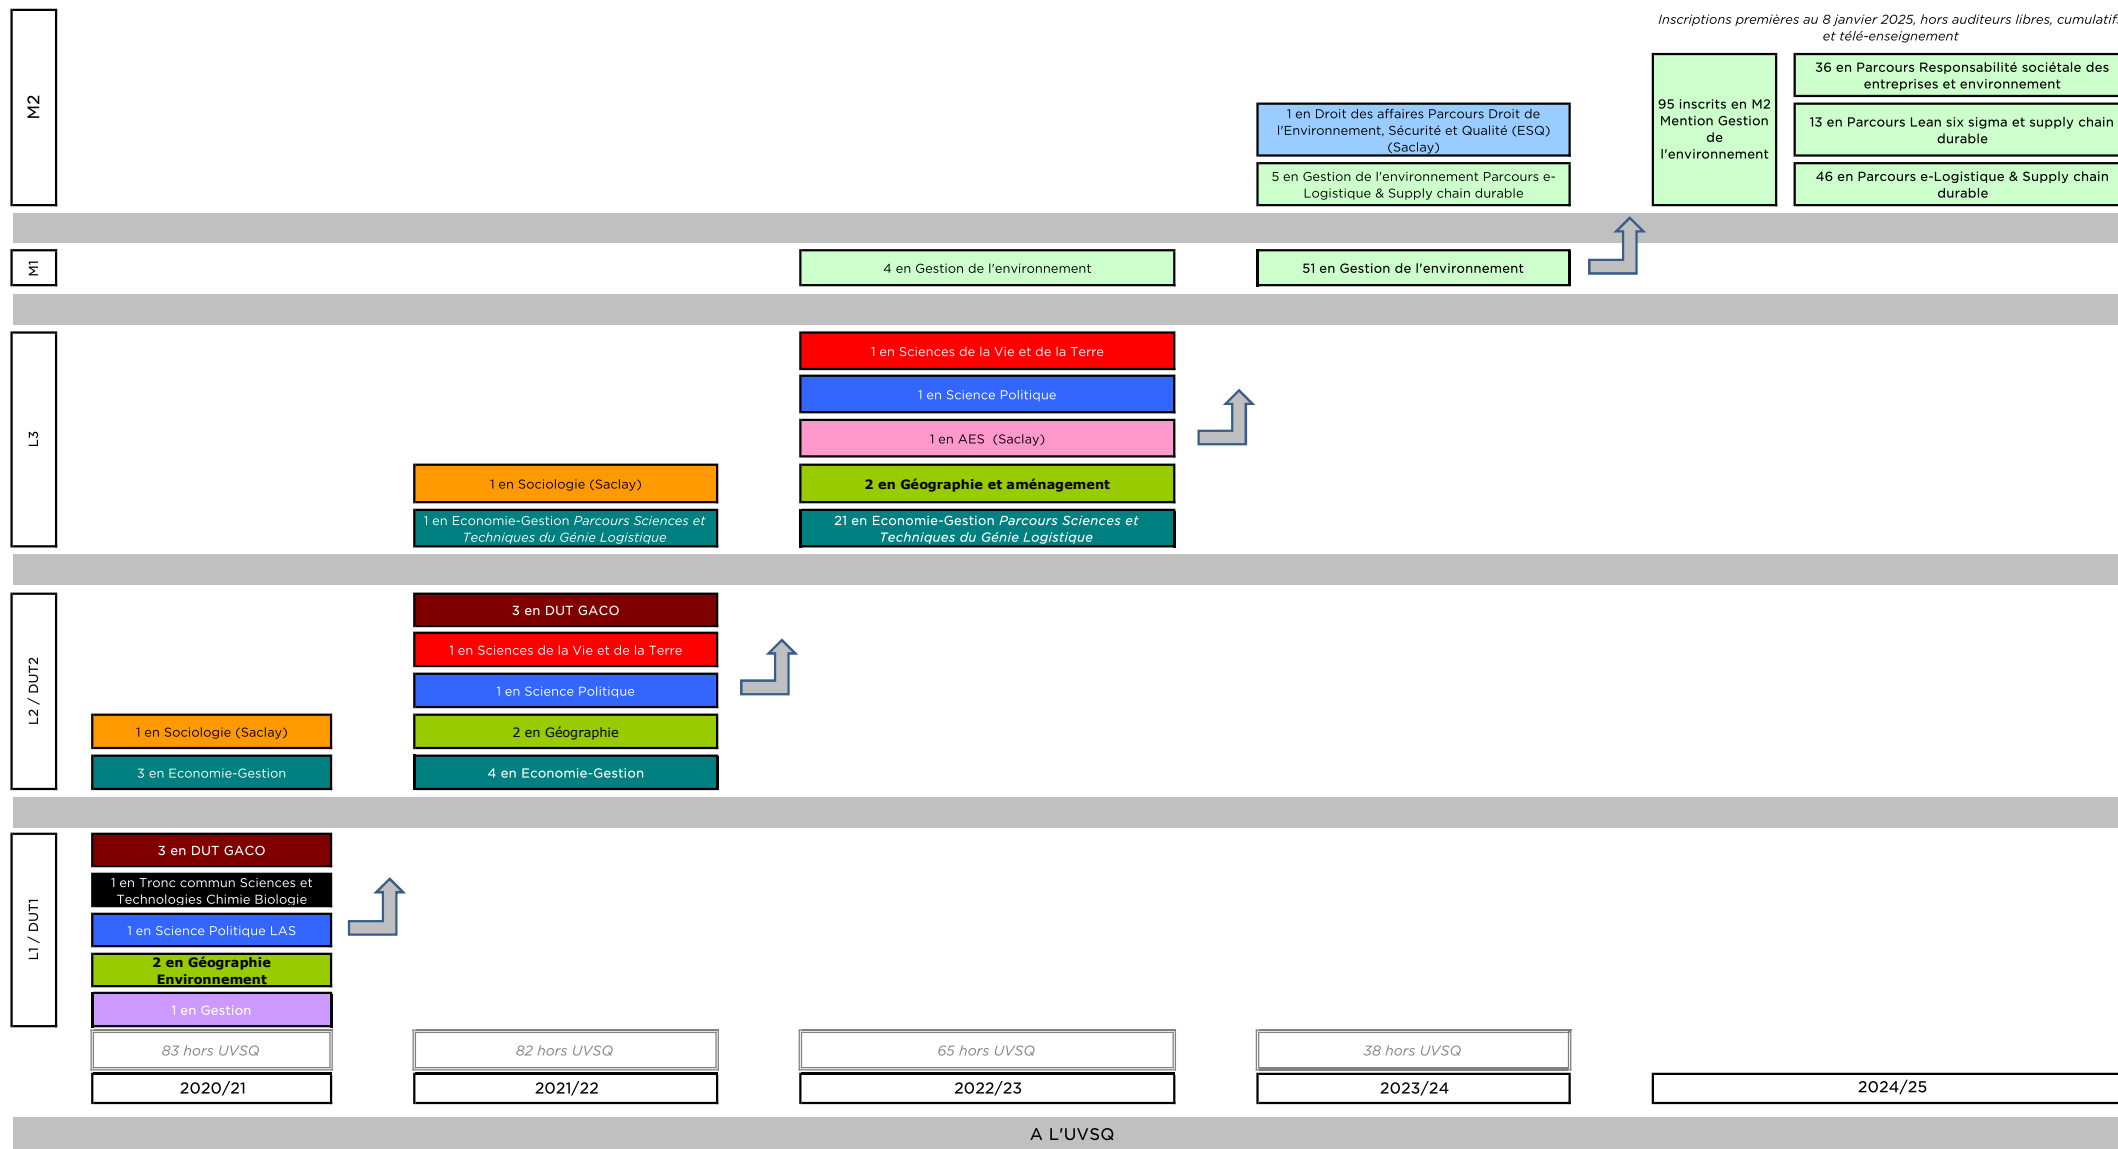 Inscriptions premières au 8 janvier 2025, hors auditeurs libres, cumulatifs
et télé-enseignement
M2
1 en Droit des affaires Parcours Droit de
l'Environnement, Sécurité et Qualité (ESQ)
(Saclay)
5 en Gestion de l'environnement Parcours e-
Logistique & Supply chain durable
95 inscrits en M2
Mention Gestion
de
l'environnement
36 en Parcours Responsabilité sociétale des
entreprises et environnement
13 en Parcours Lean six sigma et supply chain
durable
46 en Parcours e-Logistique & Supply chain
durable
M1
4 en Gestion de l'environnement
51 en Gestion de l'environnement
L3
1 en Sociologie (Saclay)
1 en Economie-Gestion Parcours Sciences et
Techniques du Génie Logistique
1 en Sciences de la Vie et de la Terre
1 en Science Politique
1 en AES (Saclay)
2 en Géographie et aménagement
21 en Economie-Gestion Parcours Sciences et
Techniques du Génie Logistique
L2 / DUT2
1 en Sociologie (Saclay)
3 en Economie-Gestion
3 en DUT GACO
1 en Sciences de la Vie et de la Terre
1 en Science Politique
2 en Géographie
4 en Economie-Gestion
L1 / DUT1
3 en DUT GACO
1 en Tronc commun Sciences et
Technologies Chimie Biologie
1 en Science Politique LAS
2 en Géographie
Environnement
1 en Gestion
83 hors UVSQ
82 hors UVSQ
65 hors UVSQ
38 hors UVSQ
2020/21
2021/22
2022/23
2023/24
2024/25
A L'UVSQ